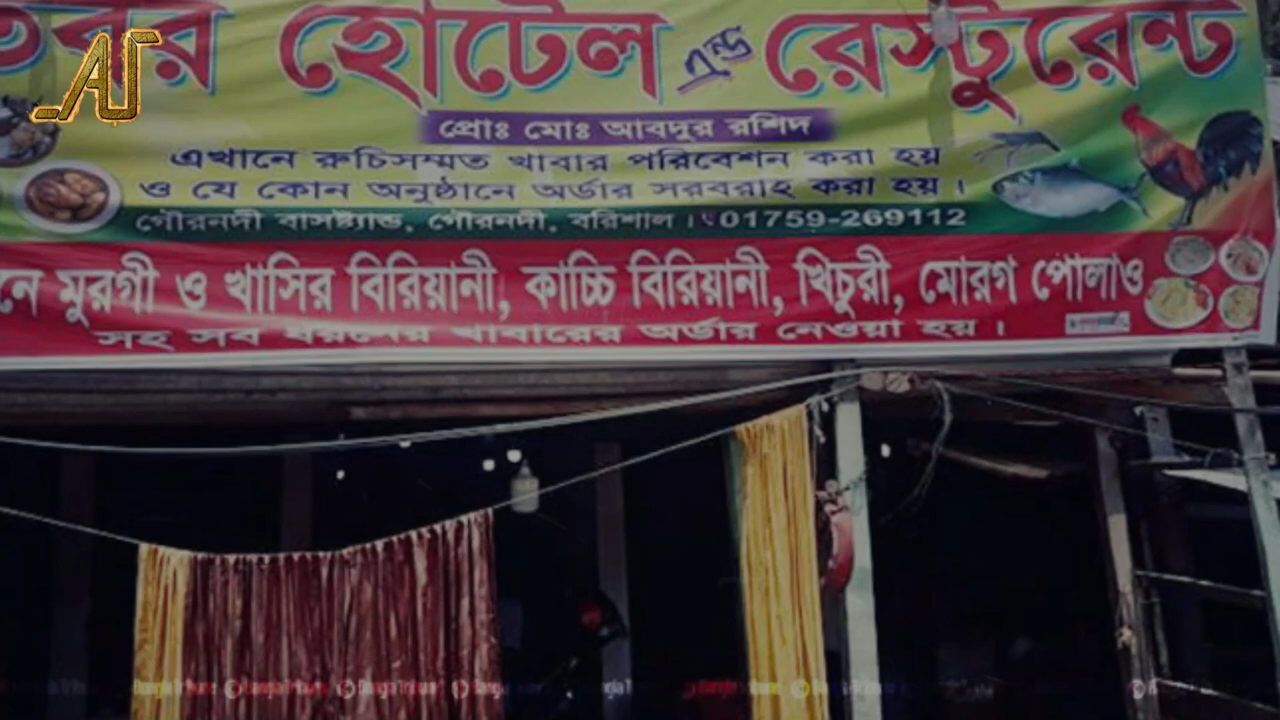 হোটেল এন্ড রেস্টুরেন্ট
প্রোঃ মোঃ আবদুর রশিদ
এখানে রুচিসম্মত খাবার পরিবেশন করা হয়
ও যে কোন অনুষ্ঠানে অর্ডার সরবরাহ করা হয়।
গৌরনদী বাসষ্ট্যান্ড, গৌরনদী, বরিশাল। 01759-269112
মুরগী ও খাসির বিরিয়ানী, কাচ্চি বিরিয়ানী, খিচুরী, মোরগ পোলাও
সহ সব ধরনের খাবারের অর্ডার নেওয়া হয়।